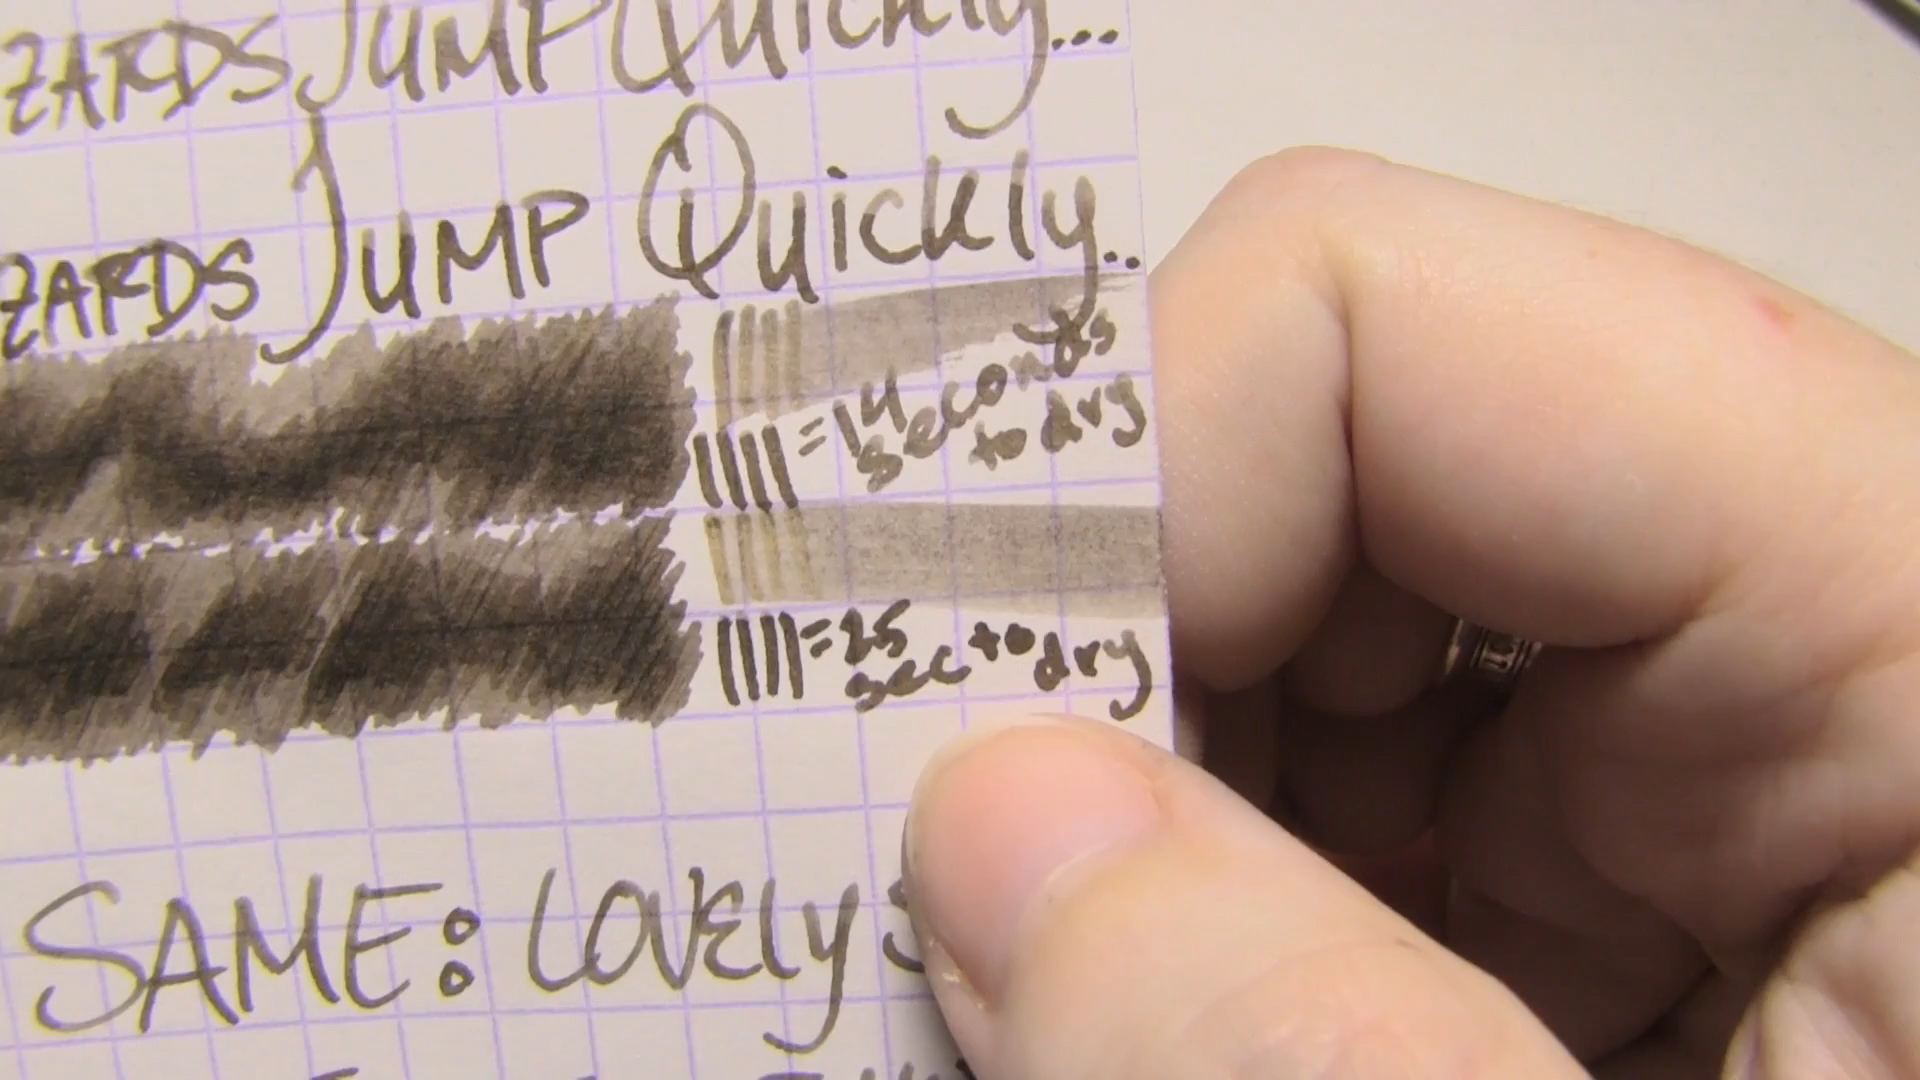 ZARDS JUMP Quickly...
ZARDS JUMP Quickly..
=14 seconds
to dry
=25
sec to dry
SAME: LOVELY